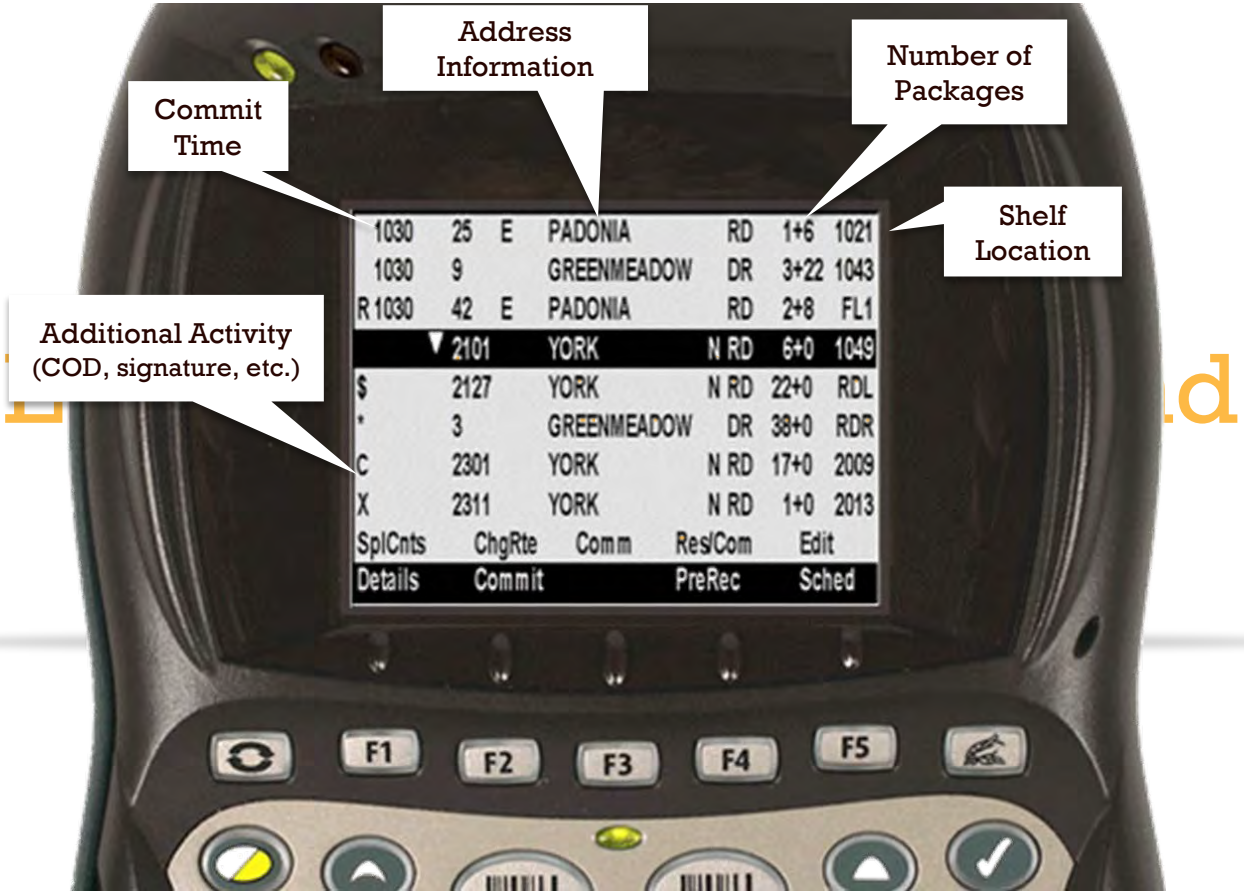 Address
Information
Number of
Packages
Commit
Time
Shelf
Location
Additional Activity
(COD, signature, etc.)
1030 25 E PADONIA RD 1+6 1021
1030 9 GREENMEADOW DR 3+22 1043
R 1030 42 E PADONIA RD 2+8 FL1
2101 YORK N RD 6+0 1049
$ 2127 YORK N RD 22+0 RDL
* 3 GREENMEADOW DR 38+0 RDR
C 2301 YORK N RD 17+0 2009
X 2311 YORK N RD 1+0 2013
SplCnts ChgRte Comm Res/Com Edit
Details Commit PreRec Sched
F1 F2 F3 F4 F5